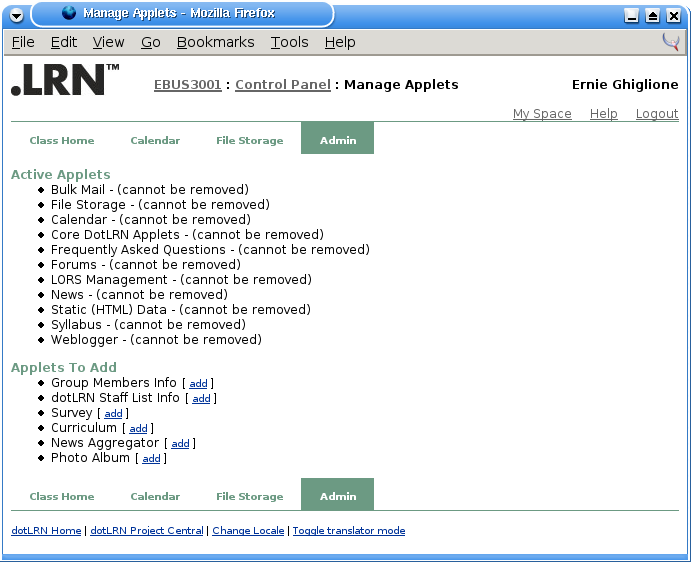 Manage Applets - Mozilla Firefox
File Edit View Go Bookmarks Tools Help
.LRN™ EBUS3001 : Control Panel : Manage Applets Ernie Ghiglione
My Space Help Logout
Class Home Calendar File Storage Admin
Active Applets
Bulk Mail - (cannot be removed)
File Storage - (cannot be removed)
Calendar - (cannot be removed)
Core DotLRN Applets - (cannot be removed)
Frequently Asked Questions - (cannot be removed)
Forums - (cannot be removed)
LORS Management - (cannot be removed)
News - (cannot be removed)
Static (HTML) Data - (cannot be removed)
Syllabus - (cannot be removed)
Weblogger - (cannot be removed)
Applets To Add
Group Members Info [ add ]
dotLRN Staff List Info [ add ]
Survey [ add ]
Curriculum [ add ]
News Aggregator [ add ]
Photo Album [ add ]
Class Home Calendar File Storage Admin
dotLRN Home | dotLRN Project Central | Change Locale | Toggle translator mode